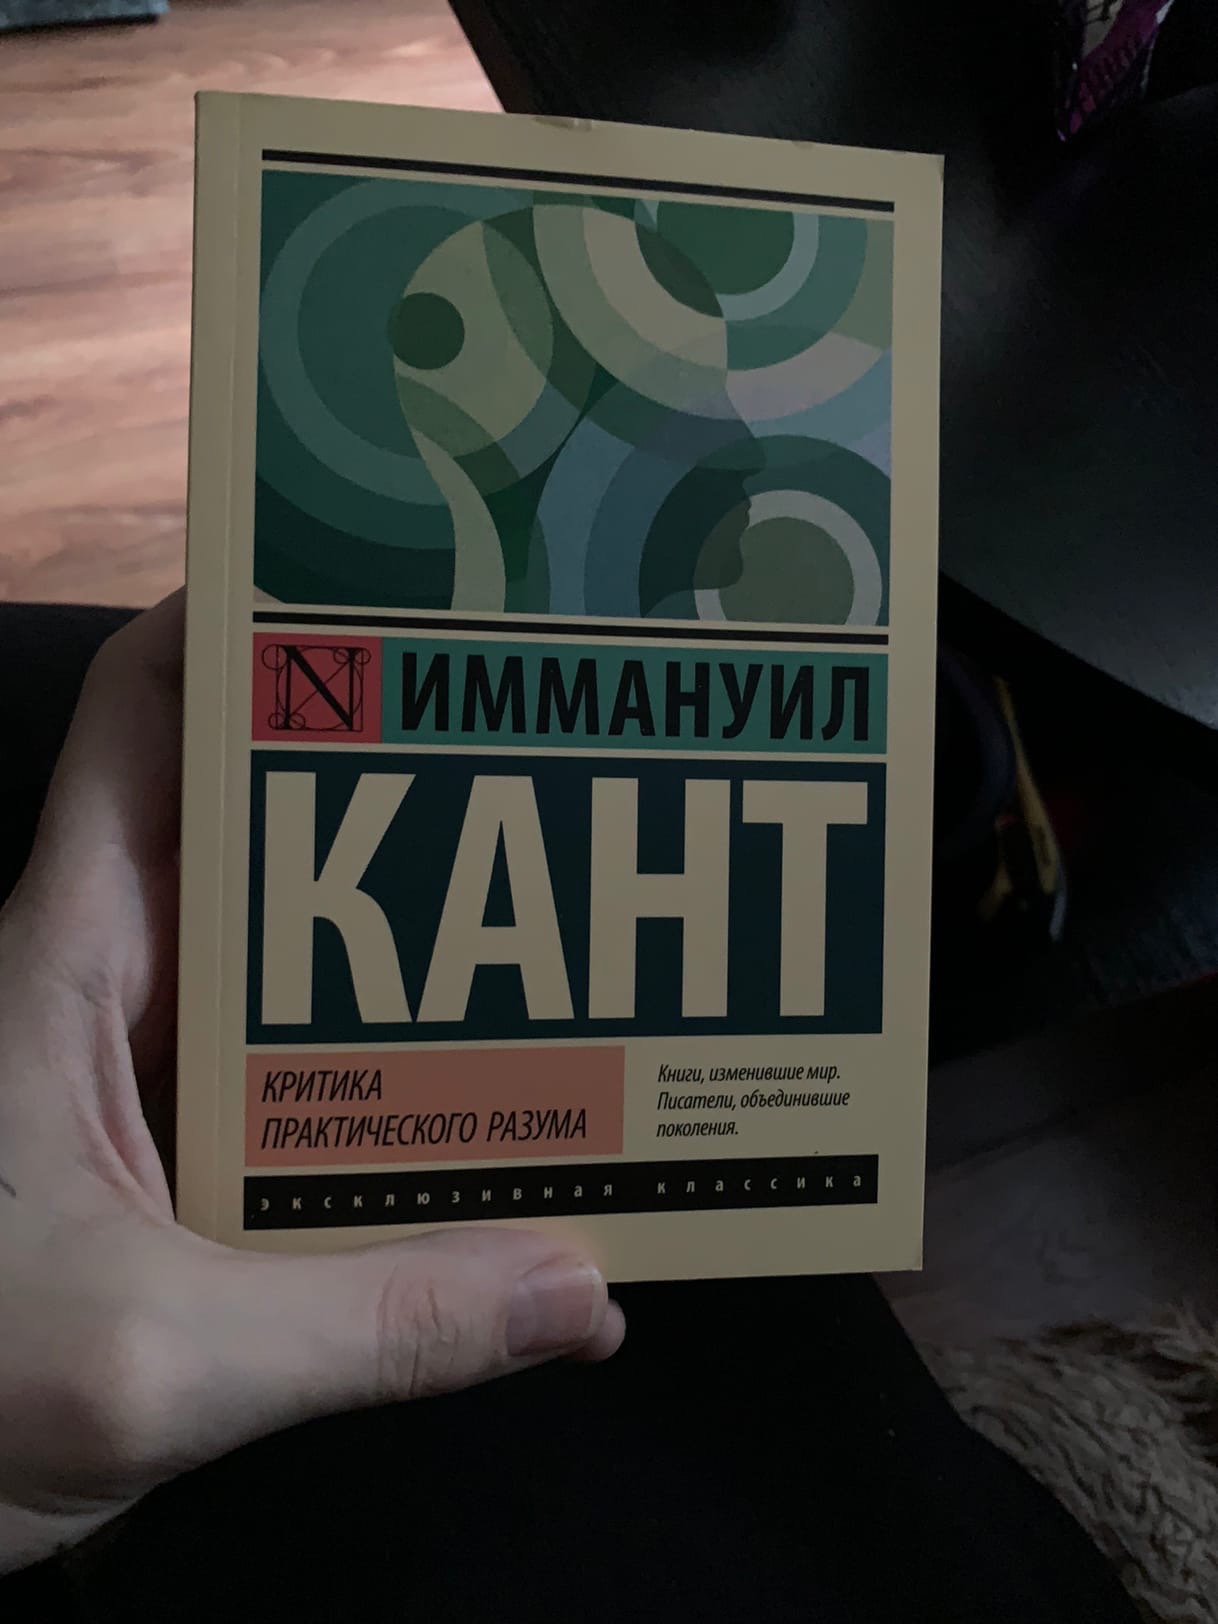 N ИММАНУИЛ
КАНТ
КРИТИКА
ПРАКТИЧЕСКОГО РАЗУМА
Книги, изменившие мир.
Писатели, объединившие
поколения.
эксклюзивная классика